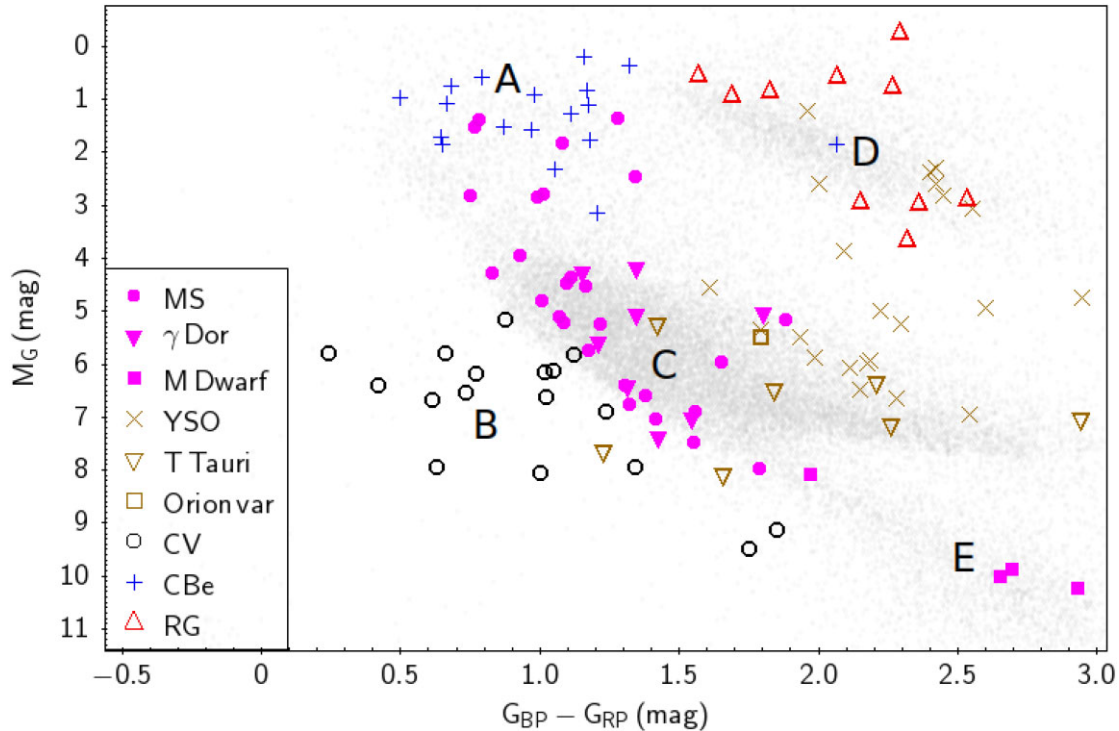 0
1
2
3
4
5
6
7
8
9
10
11
M_G (mag)
A
B
C
D
E
MS
γ Dor
M Dwarf
YSO
T Tauri
Orion var
CV
CBe
RG
−0.5 0 0.5 1.0 1.5 2.0 2.5 3.0
G_BP − G_RP (mag)